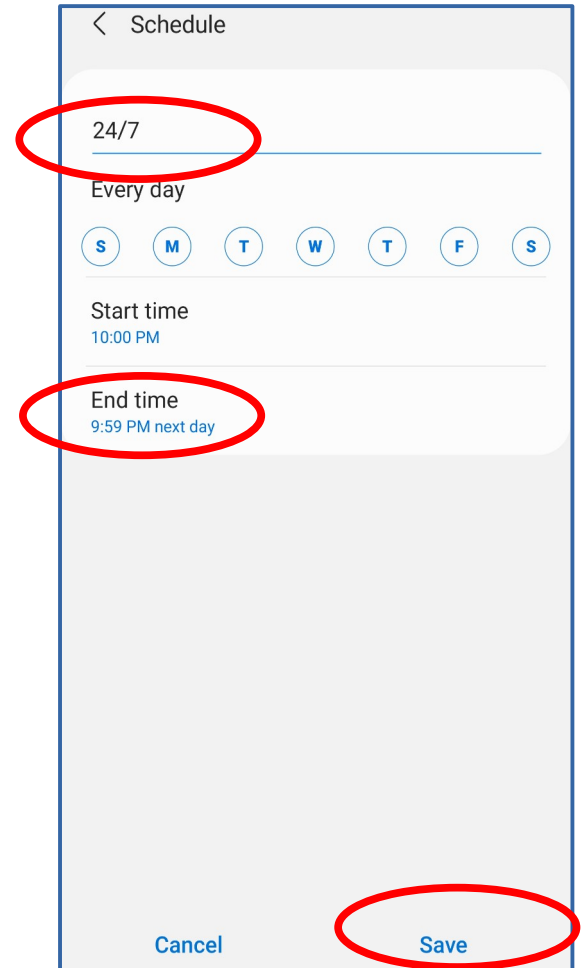 Schedule
24/7
Every day
S M T W T F S
Start time
10:00 PM
End time
9:59 PM next day
Cancel Save